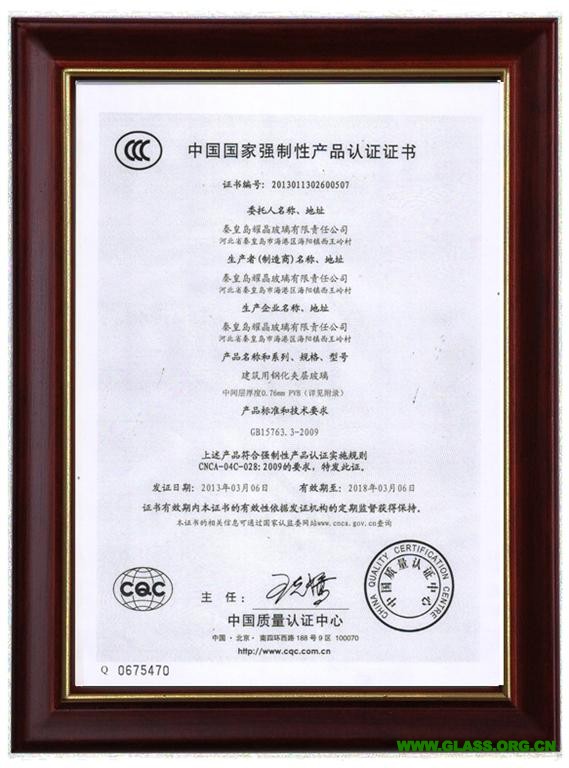 中国国家强制性产品认证证书
证书编号：2013011302600507
委托人名称、地址
秦皇岛耀晶玻璃有限责任公司
河北省秦皇岛市海港区海阳镇西王岭村
生产者(制造商)名称、地址
秦皇岛耀晶玻璃有限责任公司
河北省秦皇岛市海港区海阳镇西王岭村
生产企业名称、地址
秦皇岛耀晶玻璃有限责任公司
河北省秦皇岛市海港区海阳镇西王岭村
产品名称和系列、规格、型号
建筑用钢化夹层玻璃
中间层厚度0.76mm PVB（详见附录）
产品标准和技术要求
GB15763.3-2009
上述产品符合强制性产品认证实施规则
CNCA-04C-028:2009的要求，特发此证。
发证日期：2013年03月06日 有效期至：2018年03月06日
证书有效期内本证书的有效性依据发证机构的定期监督获得保持。
本证书的相关信息可通过国家认监委网站www.cnca.gov.cn查询
CQC
主任：
中国质量认证中心
中国·北京·南四环西路188号9区 100070
http://www.cqc.com.cn
CHINA QUALITY CERTIFICATION CENTRE
中国质量认证中心
Q 0675470
WWW.GLASS.ORG.CN